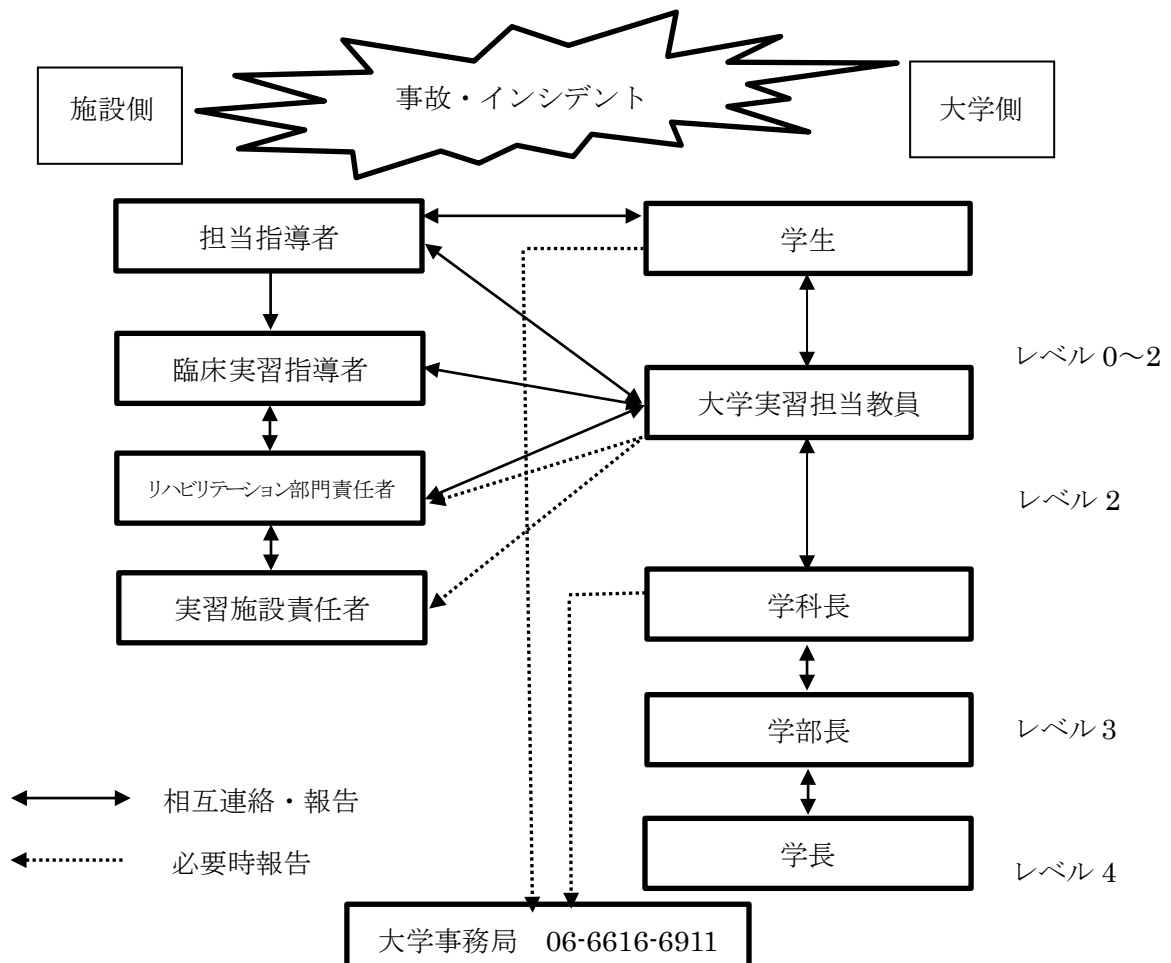 施設側
事故・インシデント
大学側
担当指導者
学生
臨床実習指導者
レベル 0～2
大学実習担当教員
リハビリテーション部門責任者
レベル 2
実習施設責任者
学科長
学部長
レベル 3
相互連絡・報告
学長
必要時報告
レベル 4
大学事務局　06-6616-6911